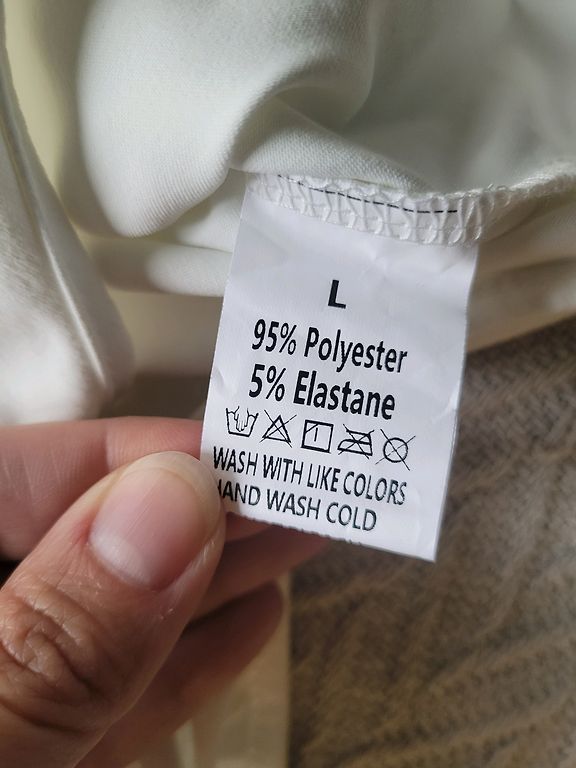 L
95% Polyester
5% Elastane
WASH WITH LIKE COLORS
HAND WASH COLD